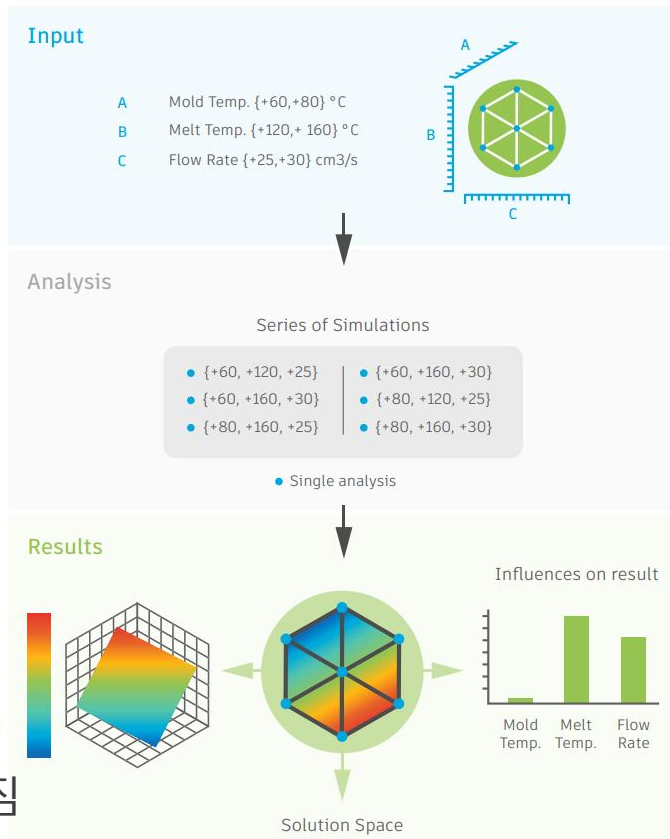 Input
A
A Mold Temp. {+60,+80} °C
B Melt Temp. {+120,+ 160} °C
B
C Flow Rate {+25,+30} cm3/s
C
Analysis
Series of Simulations
{+60, +120, +25} {+60, +160, +30}
{+60, +160, +30} {+80, +120, +25}
{+80, +160, +25} {+80, +160, +30}
Single analysis
Results
Influences on result
Mold Melt Flow
Temp. Temp. Rate
Solution Space